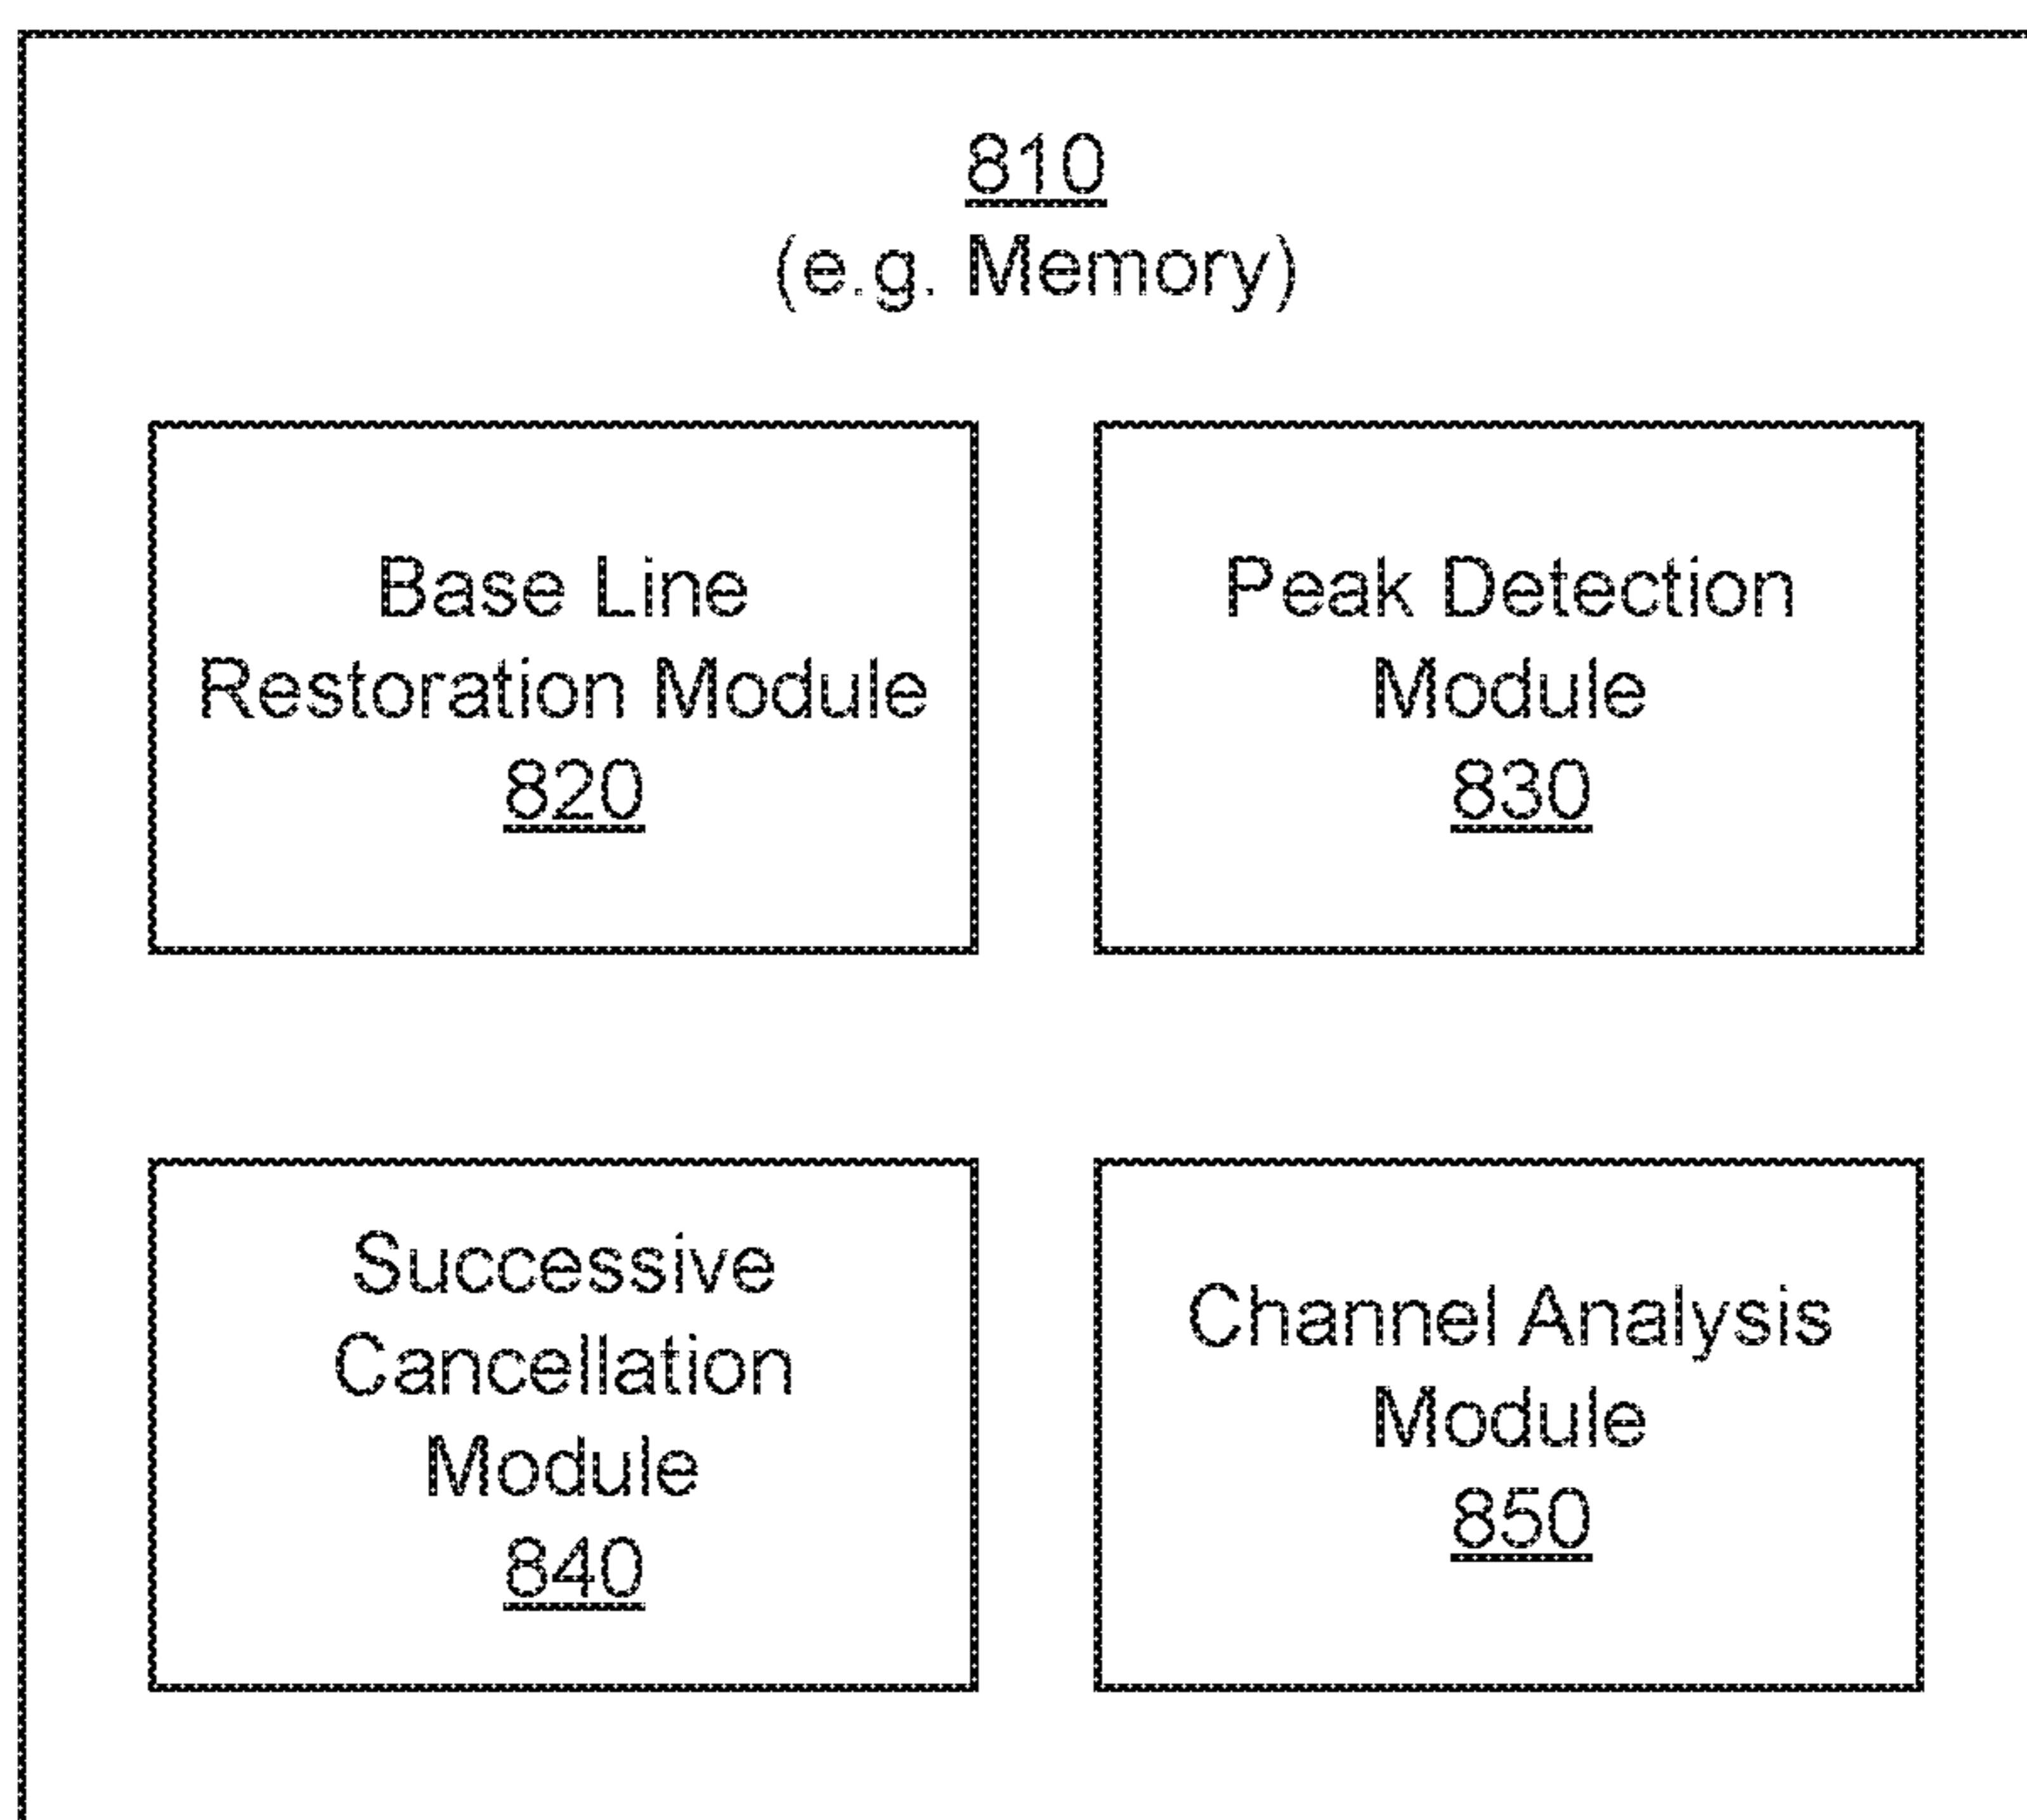 810
(e.g. Memory)
Base Line
Restoration Module
820
Peak Detection
Module
830
Successive
Cancellation
Module
840
Channel Analysis
Module
850